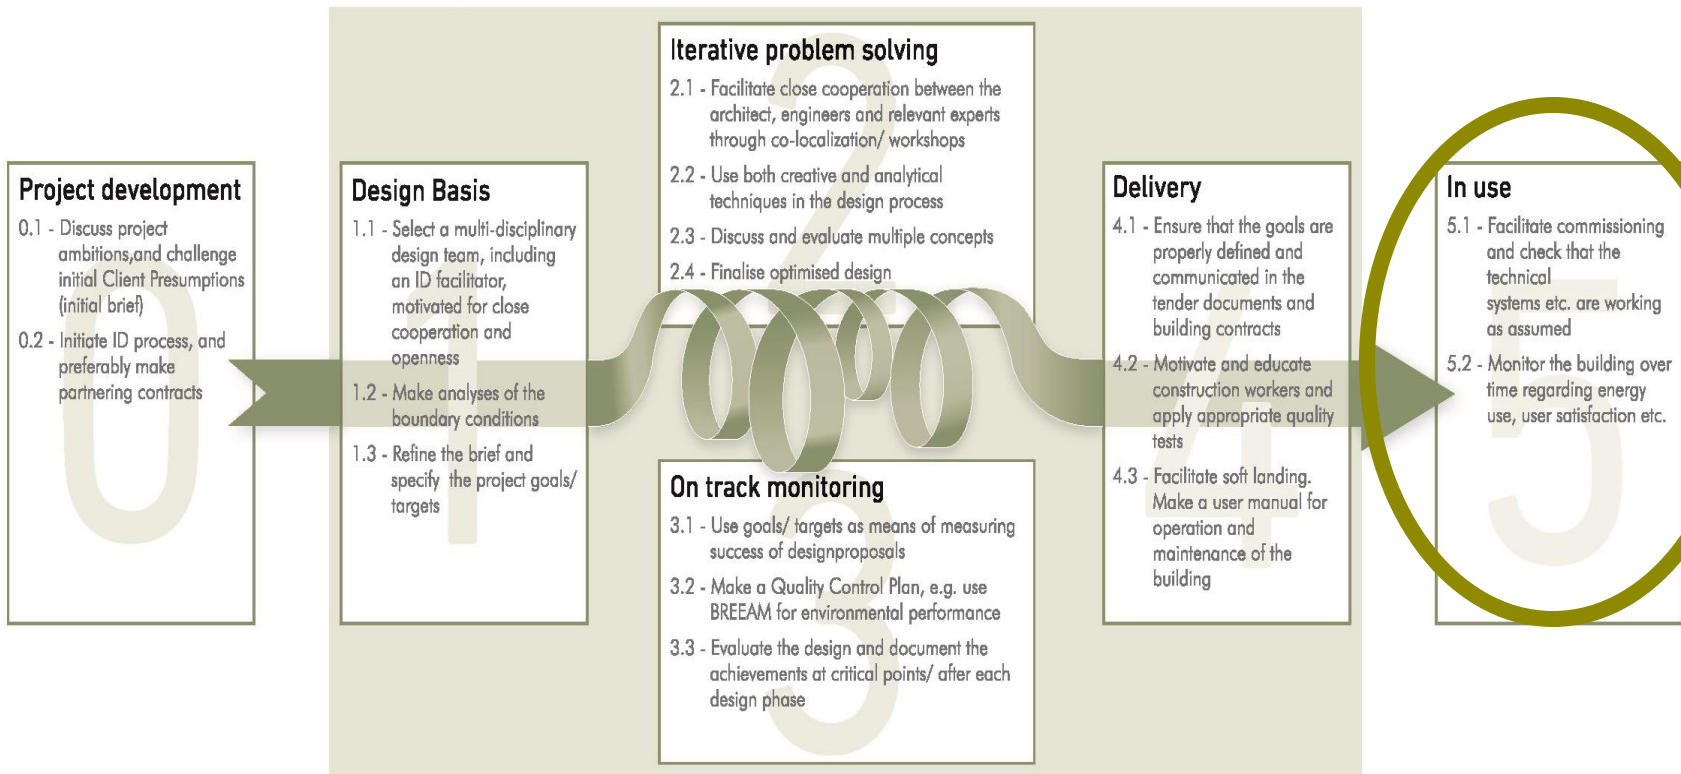 Project development
0.1 - Discuss project
ambitions,and challenge
initial Client Presumptions
(initial brief)
0.2 - Initiate ID process, and
preferably make
partnering contracts
0
Design Basis
1.1 - Select a multi-disciplinary
design team, including
an ID facilitator,
motivated for close
cooperation and
openness
1.2 - Make analyses of the
boundary conditions
1.3 - Refine the brief and
specify the project goals/
targets
1
Iterative problem solving
2.1 - Facilitate close cooperation between the
architect, engineers and relevant experts
through co-localization/ workshops
2.2 - Use both creative and analytical
techniques in the design process
2.3 - Discuss and evaluate multiple concepts
2.4 - Finalise optimised design
2
On track monitoring
3.1 - Use goals/ targets as means of measuring
success of designproposals
3.2 - Make a Quality Control Plan, e.g. use
BREEAM for environmental performance
3.3 - Evaluate the design and document the
achievements at critical points/ after each
design phase
3
Delivery
4.1 - Ensure that the goals are
properly defined and
communicated in the
tender documents and
building contracts
4.2 - Motivate and educate
construction workers and
apply appropriate quality
tests
4.3 - Facilitate soft landing.
Make a user manual for
operation and
maintenance of the
building
4
In use
5.1 - Facilitate commissioning
and check that the
technical
systems etc. are working
as assumed
5.2 - Monitor the building over
time regarding energy
use, user satisfaction etc.
5